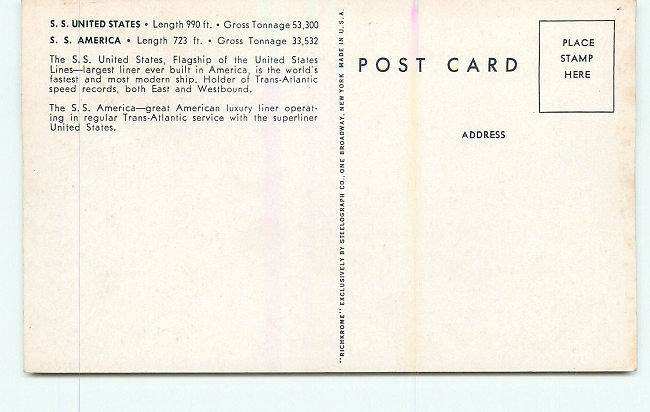 S. S. UNITED STATES • Length 990 ft. • Gross Tonnage 53,300
S. S. AMERICA • Length 723 ft. • Gross Tonnage 33,532
The S. S. United States, Flagship of the United States
Lines—largest liner ever built in America, is the world's
fastest and most modern ship. Holder of Trans-Atlantic
speed records, both East and Westbound.
The S. S. America—great American luxury liner operat-
ing in regular Trans-Atlantic service with the superliner
United States.
"RICHKROME" EXCLUSIVELY BY STEELOGRAPH CO., ONE BROADWAY, NEW YORK MADE IN U. S. A.
POST CARD
PLACE
STAMP
HERE
ADDRESS